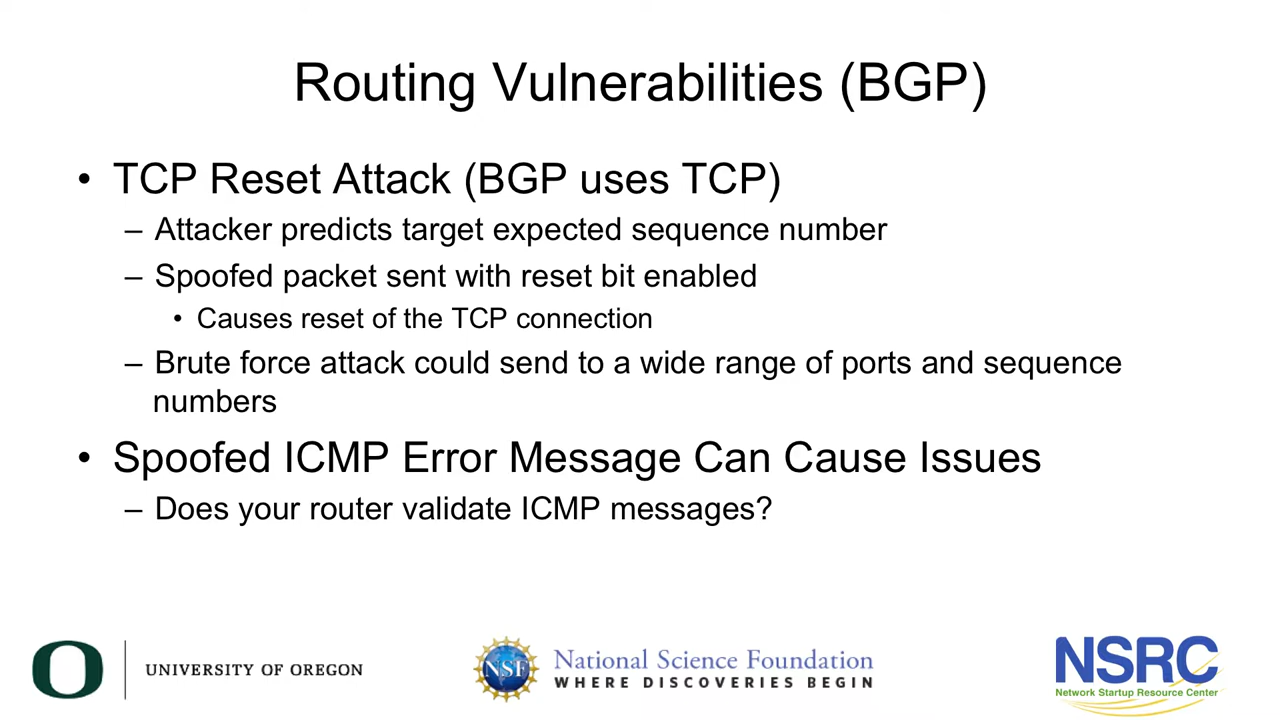 Routing Vulnerabilities (BGP)
• TCP Reset Attack (BGP uses TCP)
– Attacker predicts target expected sequence number
– Spoofed packet sent with reset bit enabled
• Causes reset of the TCP connection
– Brute force attack could send to a wide range of ports and sequence
numbers
• Spoofed ICMP Error Message Can Cause Issues
– Does your router validate ICMP messages?
O
UNIVERSITY OF OREGON
NSF
National Science Foundation
WHERE DISCOVERIES BEGIN
NSRC
Network Startup Resource Center